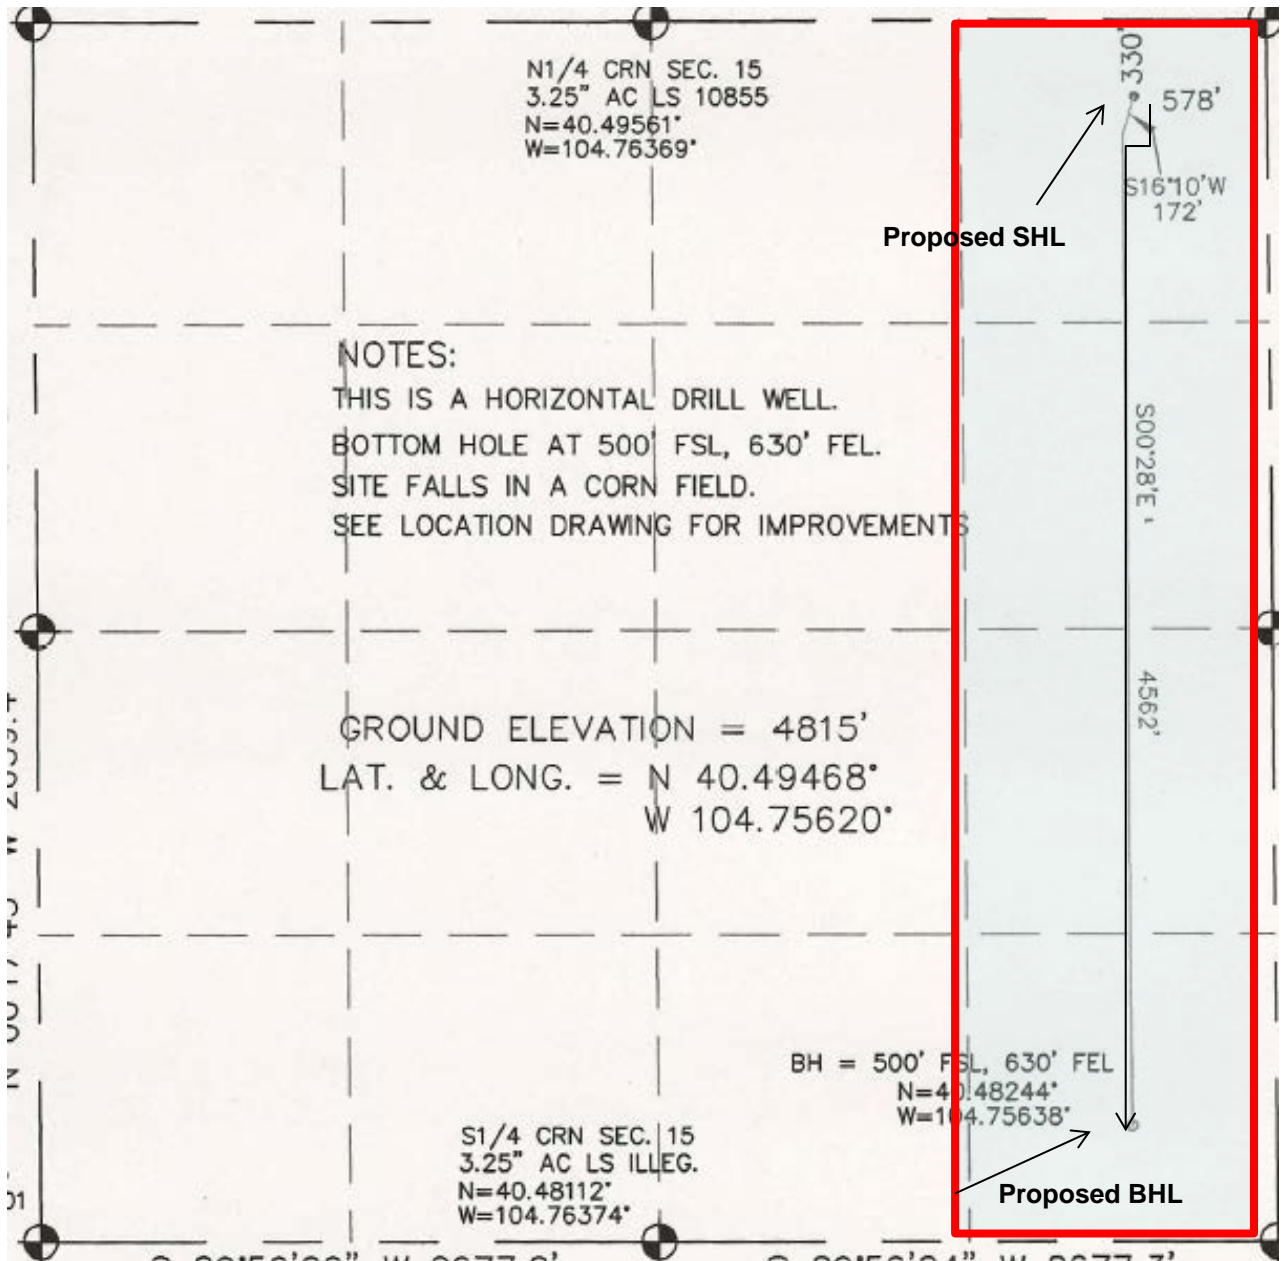 330'
N1/4 CRN SEC. 15
3.25" AC LS 10855
N=40.49561°
W=104.76369°
578'
S16°10'W
172'
Proposed SHL
NOTES:
THIS IS A HORIZONTAL DRILL WELL.
BOTTOM HOLE AT 500' FSL, 630' FEL.
SITE FALLS IN A CORN FIELD.
SEE LOCATION DRAWING FOR IMPROVEMENTS
S00°28'E
4562'
GROUND ELEVATION = 4815'
LAT. & LONG. = N 40.49468°
W 104.75620°
BH = 500' FSL, 630' FEL
N=40.48244°
W=104.75638°
S1/4 CRN SEC. 15
3.25" AC LS ILLEG.
N=40.48112°
W=104.76374°
Proposed BHL